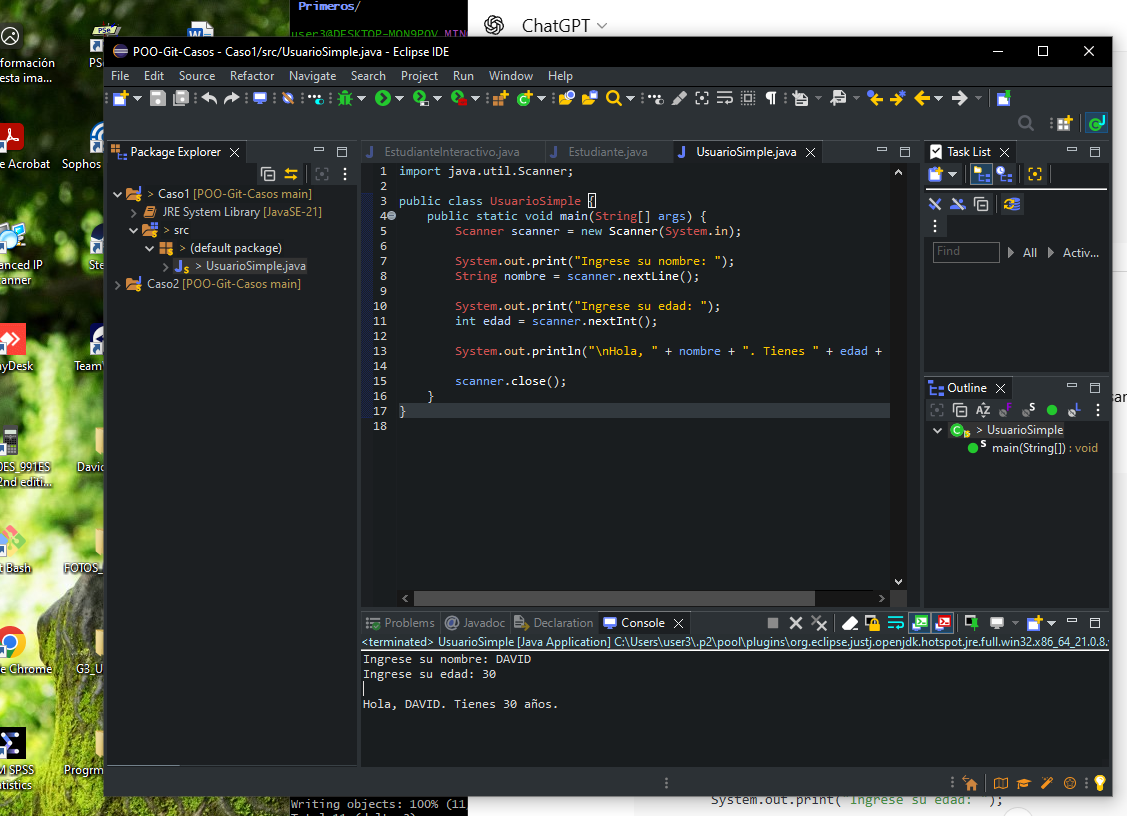 Primeros/
user3@DESKTOP-MON9POV MIN
ChatGPT
formación
esta ima...
PS
e Acrobat
Sophos
anced IP
anner
Ste
yDesk
Team
0ES_991ES
2nd editi...
David
t Bash
FOTOS_
e Chrome
G3_U
M SPSS
tistics
Progrm
POO-Git-Casos - Caso1/src/UsuarioSimple.java - Eclipse IDE
File Edit Source Refactor Navigate Search Project Run Window Help
Package Explorer
> Caso1 [POO-Git-Casos main]
JRE System Library [JavaSE-21]
> src
> (default package)
> UsuarioSimple.java
Caso2 [POO-Git-Casos main]
EstudianteInteractivo.java Estudiante.java UsuarioSimple.java
1 import java.util.Scanner;
2
3 public class UsuarioSimple {
4 public static void main(String[] args) {
5 Scanner scanner = new Scanner(System.in);
6
7 System.out.print("Ingrese su nombre: ");
8 String nombre = scanner.nextLine();
9
10 System.out.print("Ingrese su edad: ");
11 int edad = scanner.nextInt();
12
13 System.out.println("\nHola, " + nombre + ". Tienes " + edad +
14
15 scanner.close();
16 }
17 }
18
Task List
Find All Activ...
Outline
> UsuarioSimple
main(String[]) : void
Problems Javadoc Declaration Console
<terminated> UsuarioSimple [Java Application] C:\Users\user3\.p2\pool\plugins\org.eclipse.justj.openjdk.hotspot.jre.full.win32.x86_64_21.0.8.
Ingrese su nombre: DAVID
Ingrese su edad: 30
Hola, DAVID. Tienes 30 años.
sar
Writing objects: 100% (11
System.out.print("Ingrese su edad: ");